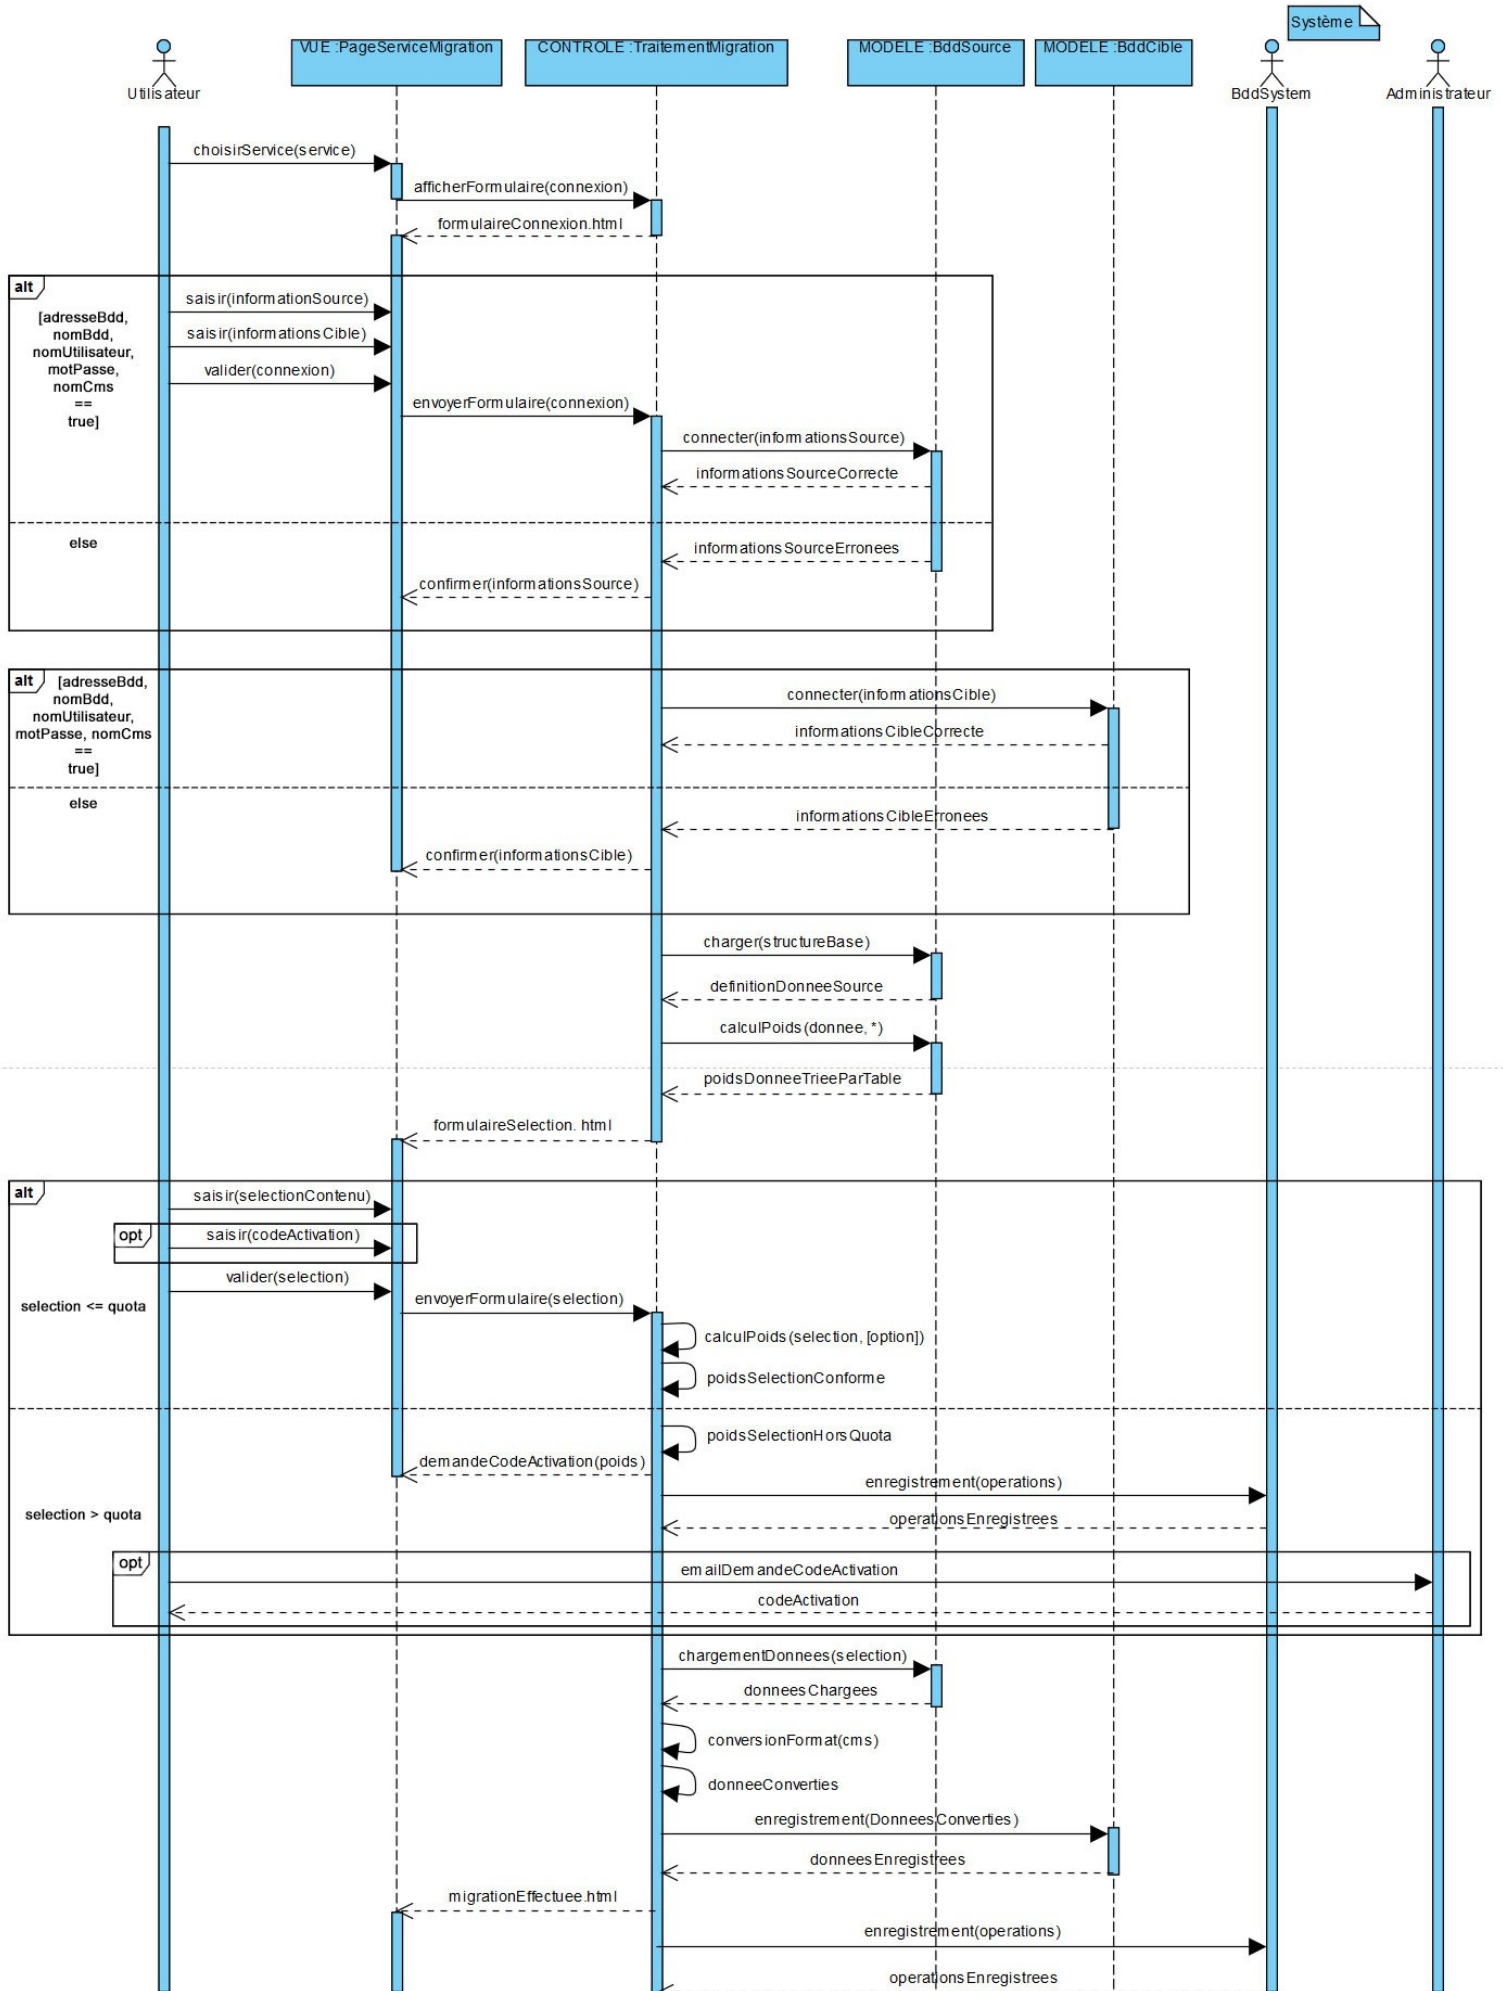 Système
VUE :PageServiceMigration
CONTROLE :TraitementMigration
MODELE :BddSource
MODELE :BddCible
Utilisateur
BddSystem
Administrateur
choisirService(service)
afficherFormulaire(connexion)
formulaireConnexion.html
alt
[adresseBdd,
nomBdd,
nomUtilisateur,
motPasse,
nomCms
==
true]
saisir(informationSource)
saisir(informationsCible)
valider(connexion)
envoyerFormulaire(connexion)
connecter(informationsSource)
informationsSourceCorrecte
else
informationsSourceErronees
confirmer(informationsSource)
alt
[adresseBdd,
nomBdd,
nomUtilisateur,
motPasse, nomCms
==
true]
connecter(informationsCible)
informationsCibleCorrecte
else
informationsCibleErronees
confirmer(informationsCible)
charger(structureBase)
definitionDonneeSource
calculPoids(donnee, *)
poidsDonneeTrieeParTable
formulaireSelection. html
alt
saisir(selectionContenu)
opt
saisir(codeActivation)
valider(selection)
selection <= quota
envoyerFormulaire(selection)
calculPoids(selection, [option])
poidsSelectionConforme
poidsSelectionHorsQuota
demandeCodeActivation(poids)
enregistrement(operations)
selection > quota
operationsEnregistrees
opt
emailDemandeCodeActivation
codeActivation
chargementDonnees(selection)
donneesChargees
conversionFormat(cms)
donneeConverties
enregistrement(DonneesConverties)
donneesEnregistrees
migrationEffectuee.html
enregistrement(operations)
operationsEnregistrees